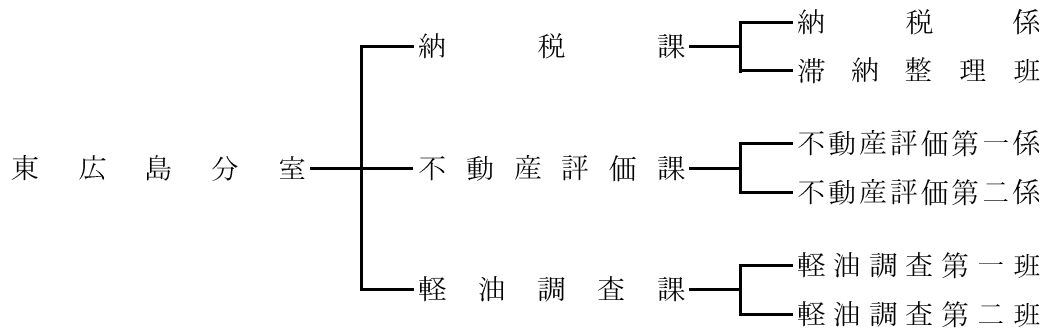 東広島分室
納税課
納税係
滞納整理班
不動産評価課
不動産評価第一係
不動産評価第二係
軽油調査課
軽油調査第一班
軽油調査第二班